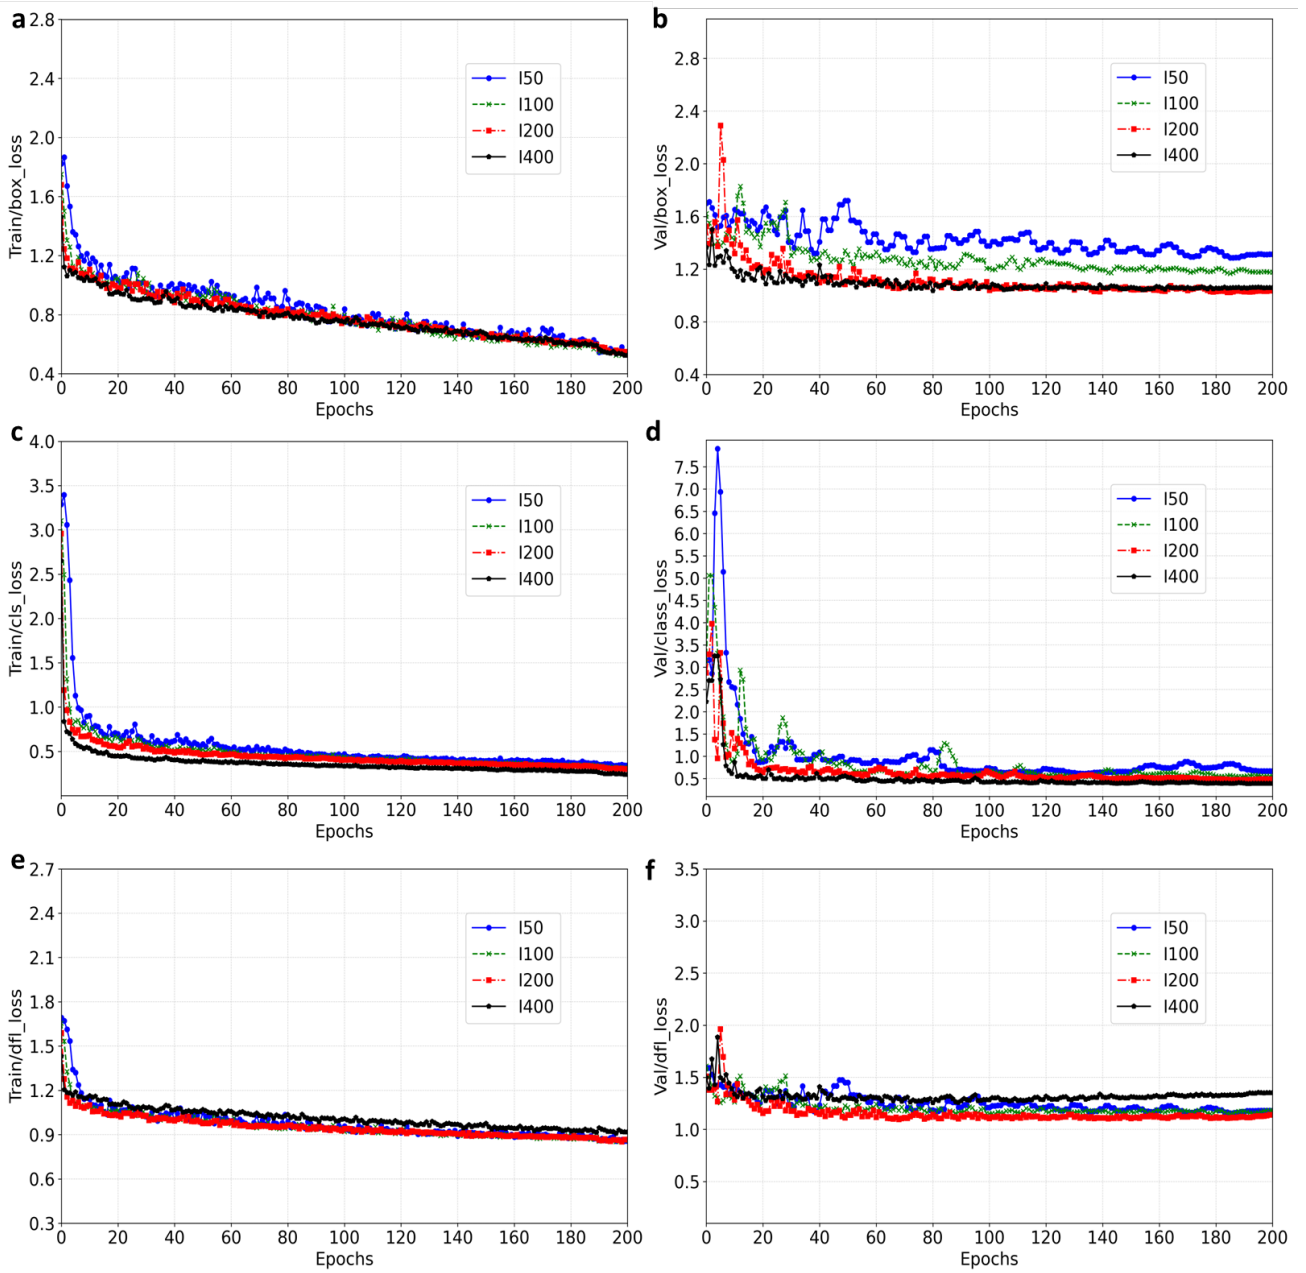 a
2.8
2.4
2.0
1.6
1.2
0.8
0.4
Train/box_loss
I50
I100
I200
I400
0 20 40 60 80 100 120 140 160 180 200
Epochs
b
2.8
2.4
2.0
1.6
1.2
0.8
0.4
Val/box_loss
I50
I100
I200
I400
0 20 40 60 80 100 120 140 160 180 200
Epochs
c
4.0
3.5
3.0
2.5
2.0
1.5
1.0
0.5
Train/cls_loss
I50
I100
I200
I400
0 20 40 60 80 100 120 140 160 180 200
Epochs
d
7.5
7.0
6.5
6.0
5.5
5.0
4.5
4.0
3.5
3.0
2.5
2.0
1.5
1.0
0.5
Val/class_loss
I50
I100
I200
I400
0 20 40 60 80 100 120 140 160 180 200
Epochs
e
2.7
2.4
2.1
1.8
1.5
1.2
0.9
0.6
0.3
Train/dfl_loss
I50
I100
I200
I400
0 20 40 60 80 100 120 140 160 180 200
Epochs
f
3.5
3.0
2.5
2.0
1.5
1.0
0.5
Val/dfl_loss
I50
I100
I200
I400
0 20 40 60 80 100 120 140 160 180 200
Epochs